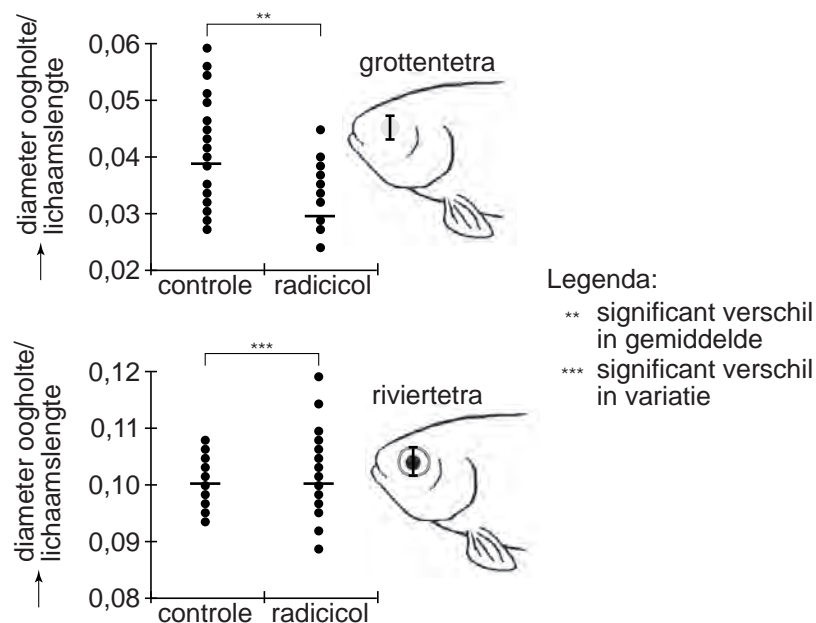 **
0,06
0,05
0,04
0,03
0,02
diameter oogholte/
lichaamslengte
controle
radicicol
grottentetra
Legenda:
** significant verschil
in gemiddelde
*** significant verschil
in variatie
***
0,12
0,11
0,10
0,09
0,08
diameter oogholte/
lichaamslengte
controle
radicicol
riviertetra